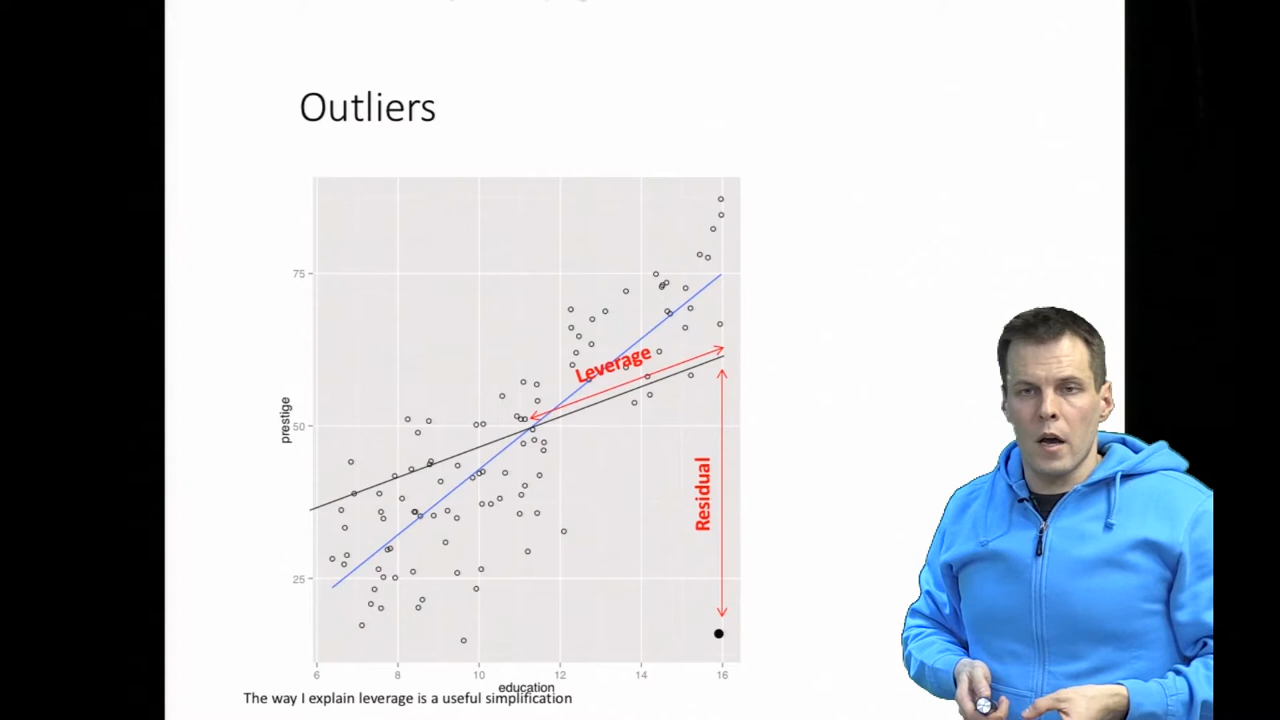 Outliers
75
Leverage
prestige
50
Residual
25
6 8 10 12 14 16
education
The way I explain leverage is a useful simplification